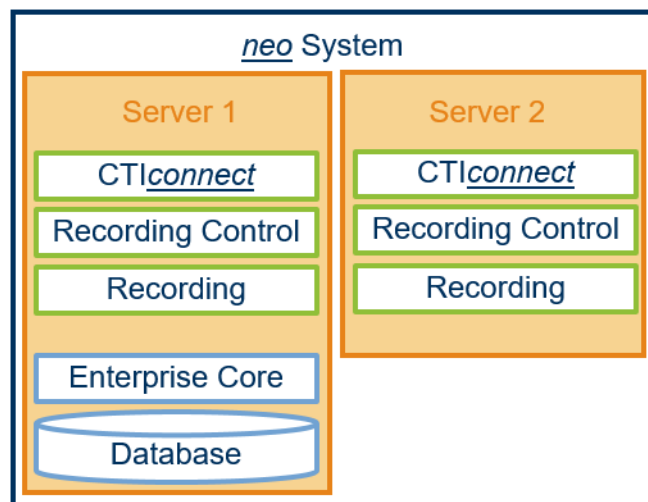 neo System
Server 1
CTIconnect
Recording Control
Recording
Enterprise Core
Database
Server 2
CTIconnect
Recording Control
Recording